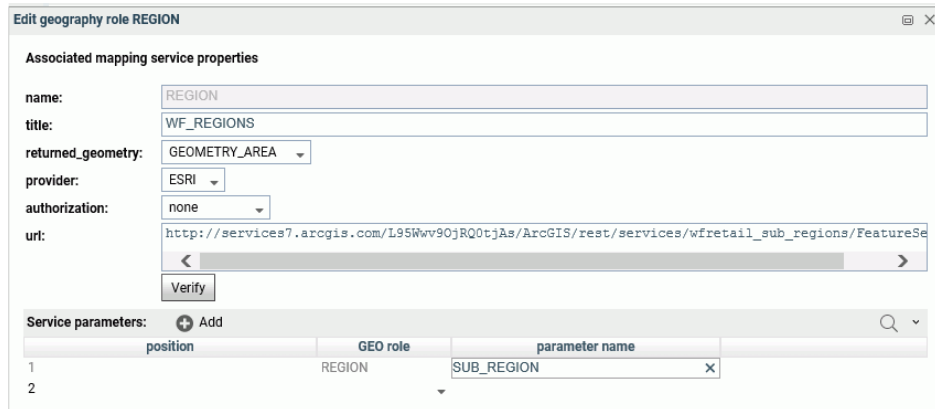 Edit geography role REGION
Associated mapping service properties
name: REGION
title: WF_REGIONS
returned_geometry: GEOMETRY_AREA
provider: ESRI
authorization: none
url: http://services7.arcgis.com/L95Wwv9OjRQ0tjAs/ArcGIS/rest/services/wfretail_sub_regions/FeatureSe
Verify
Service parameters: Add
position GEO role parameter name
1 REGION SUB_REGION
2